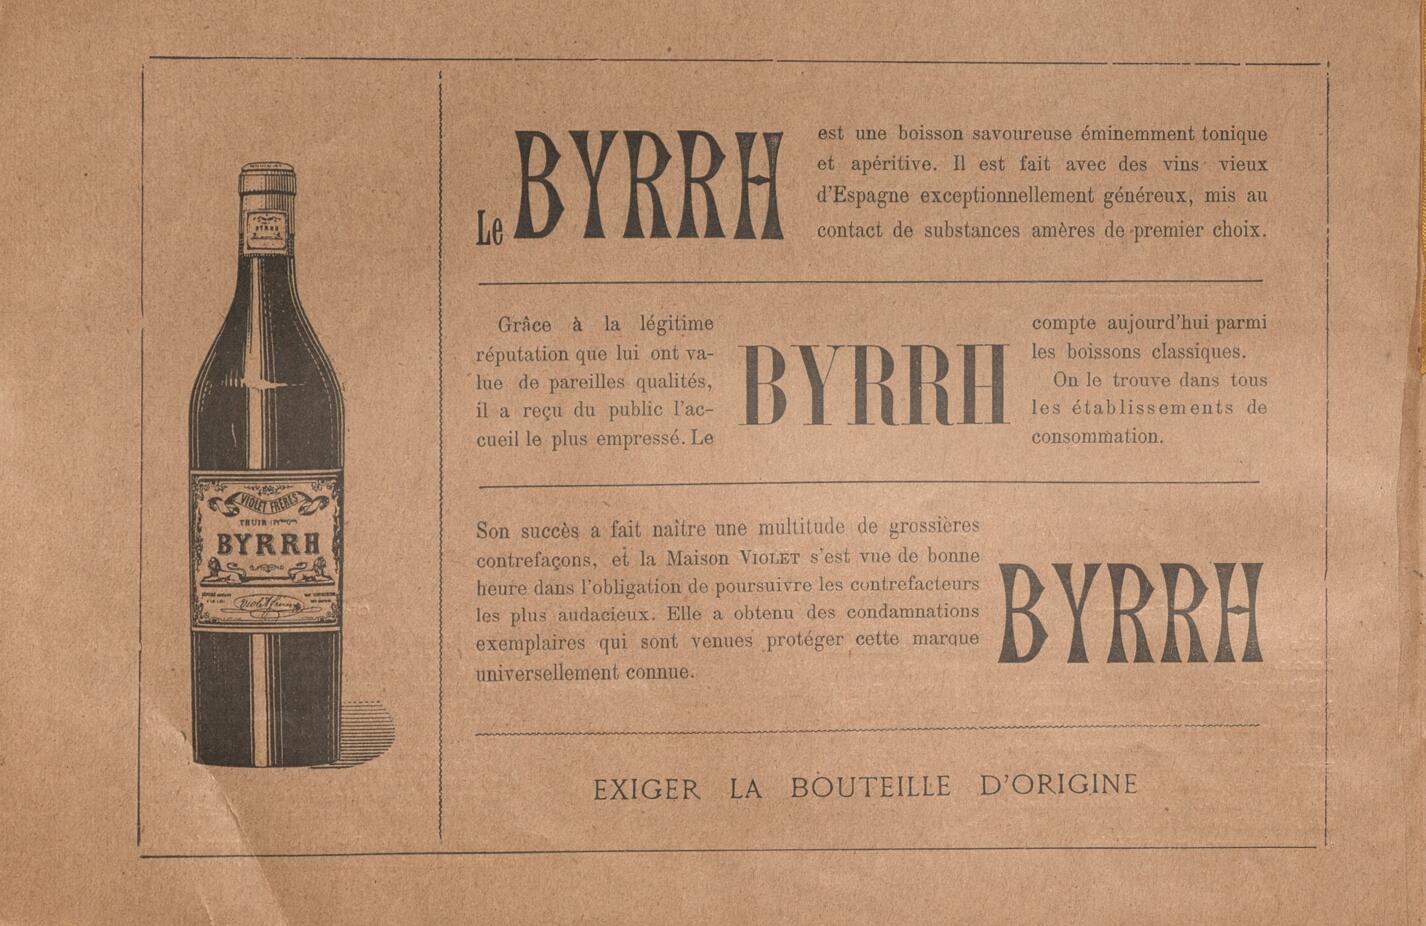 BYRRH
VIOLET FRÈRES
THUIR
BYRRH
Violet frères
Le BYRRH
est une boisson savoureuse éminemment tonique
et apéritive. Il est fait avec des vins vieux
d'Espagne exceptionnellement généreux, mis au
contact de substances amères de premier choix.
Grâce à la légitime
réputation que lui ont va-
lue de pareilles qualités,
il a reçu du public l'ac-
cueil le plus empressé. Le
BYRRH
compte aujourd'hui parmi
les boissons classiques.
On le trouve dans tous
les établissements de
consommation.
Son succès a fait naître une multitude de grossières
contrefaçons, et la Maison VIOLET s'est vue de bonne
heure dans l'obligation de poursuivre les contrefacteurs
les plus audacieux. Elle a obtenu des condamnations
exemplaires qui sont venues protéger cette marque
universellement connue.
BYRRH
EXIGER LA BOUTEILLE D'ORIGINE